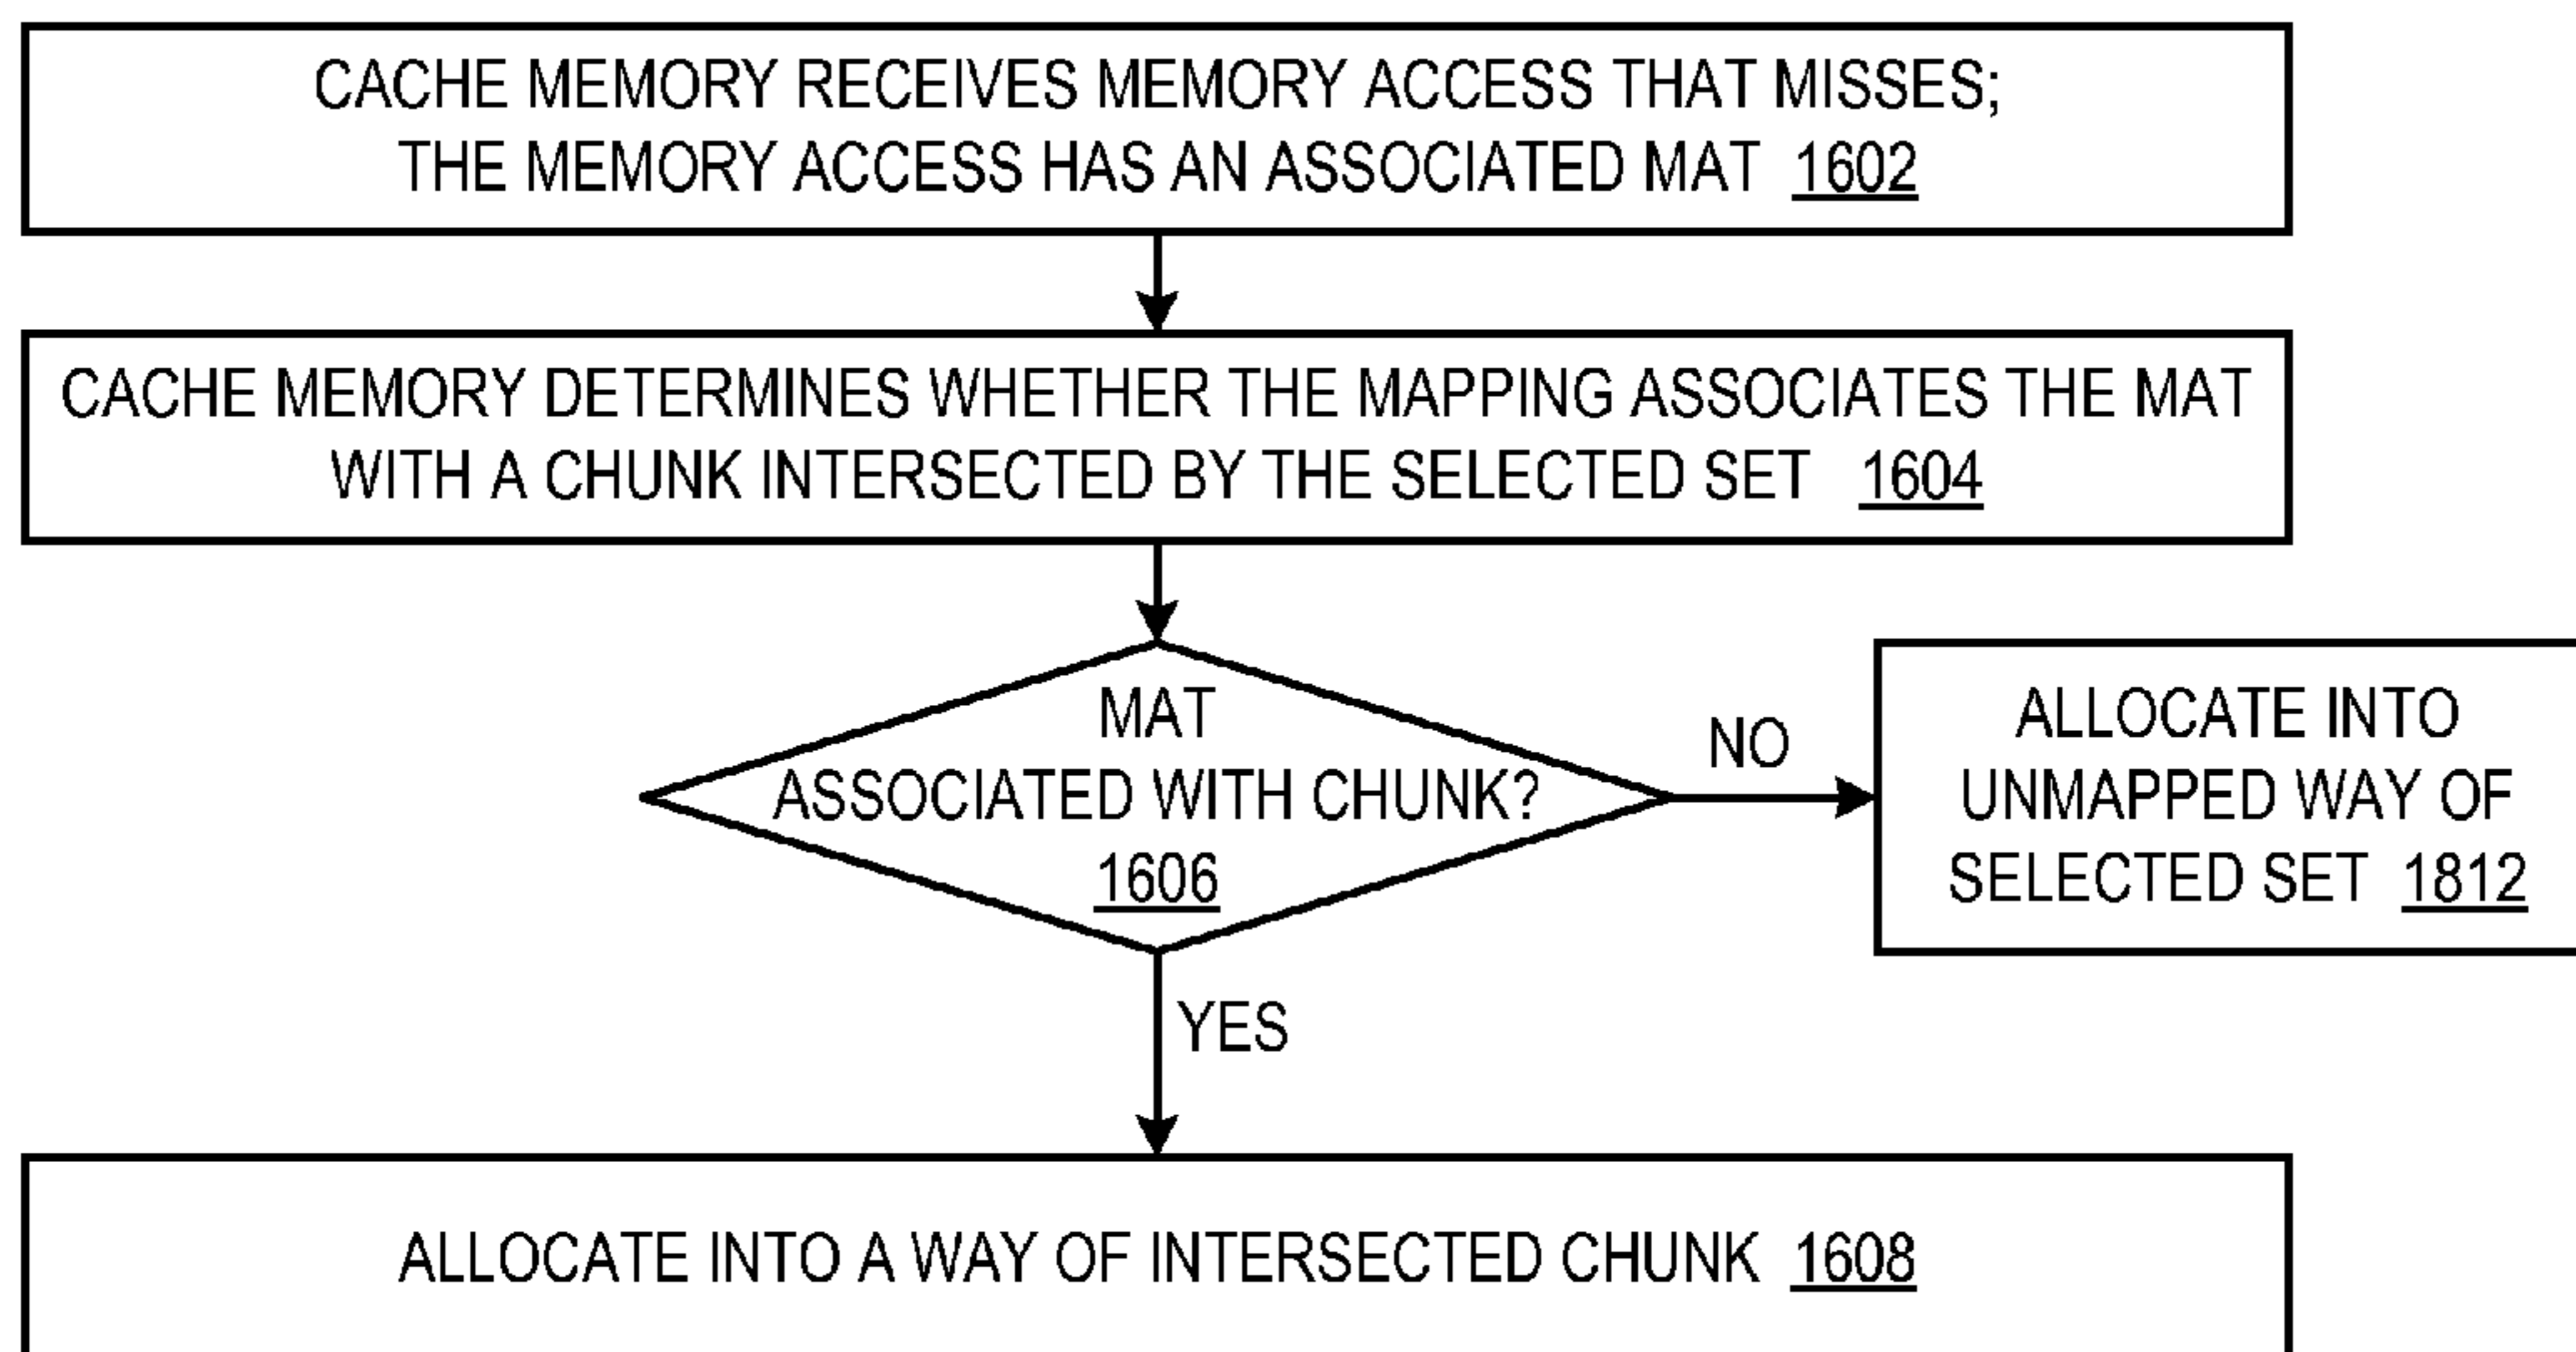 CACHE MEMORY RECEIVES MEMORY ACCESS THAT MISSES;
THE MEMORY ACCESS HAS AN ASSOCIATED MAT 1602
CACHE MEMORY DETERMINES WHETHER THE MAPPING ASSOCIATES THE MAT
WITH A CHUNK INTERSECTED BY THE SELECTED SET 1604
MAT
ASSOCIATED WITH CHUNK?
1606
NO
ALLOCATE INTO
UNMAPPED WAY OF
SELECTED SET 1812
YES
ALLOCATE INTO A WAY OF INTERSECTED CHUNK 1608